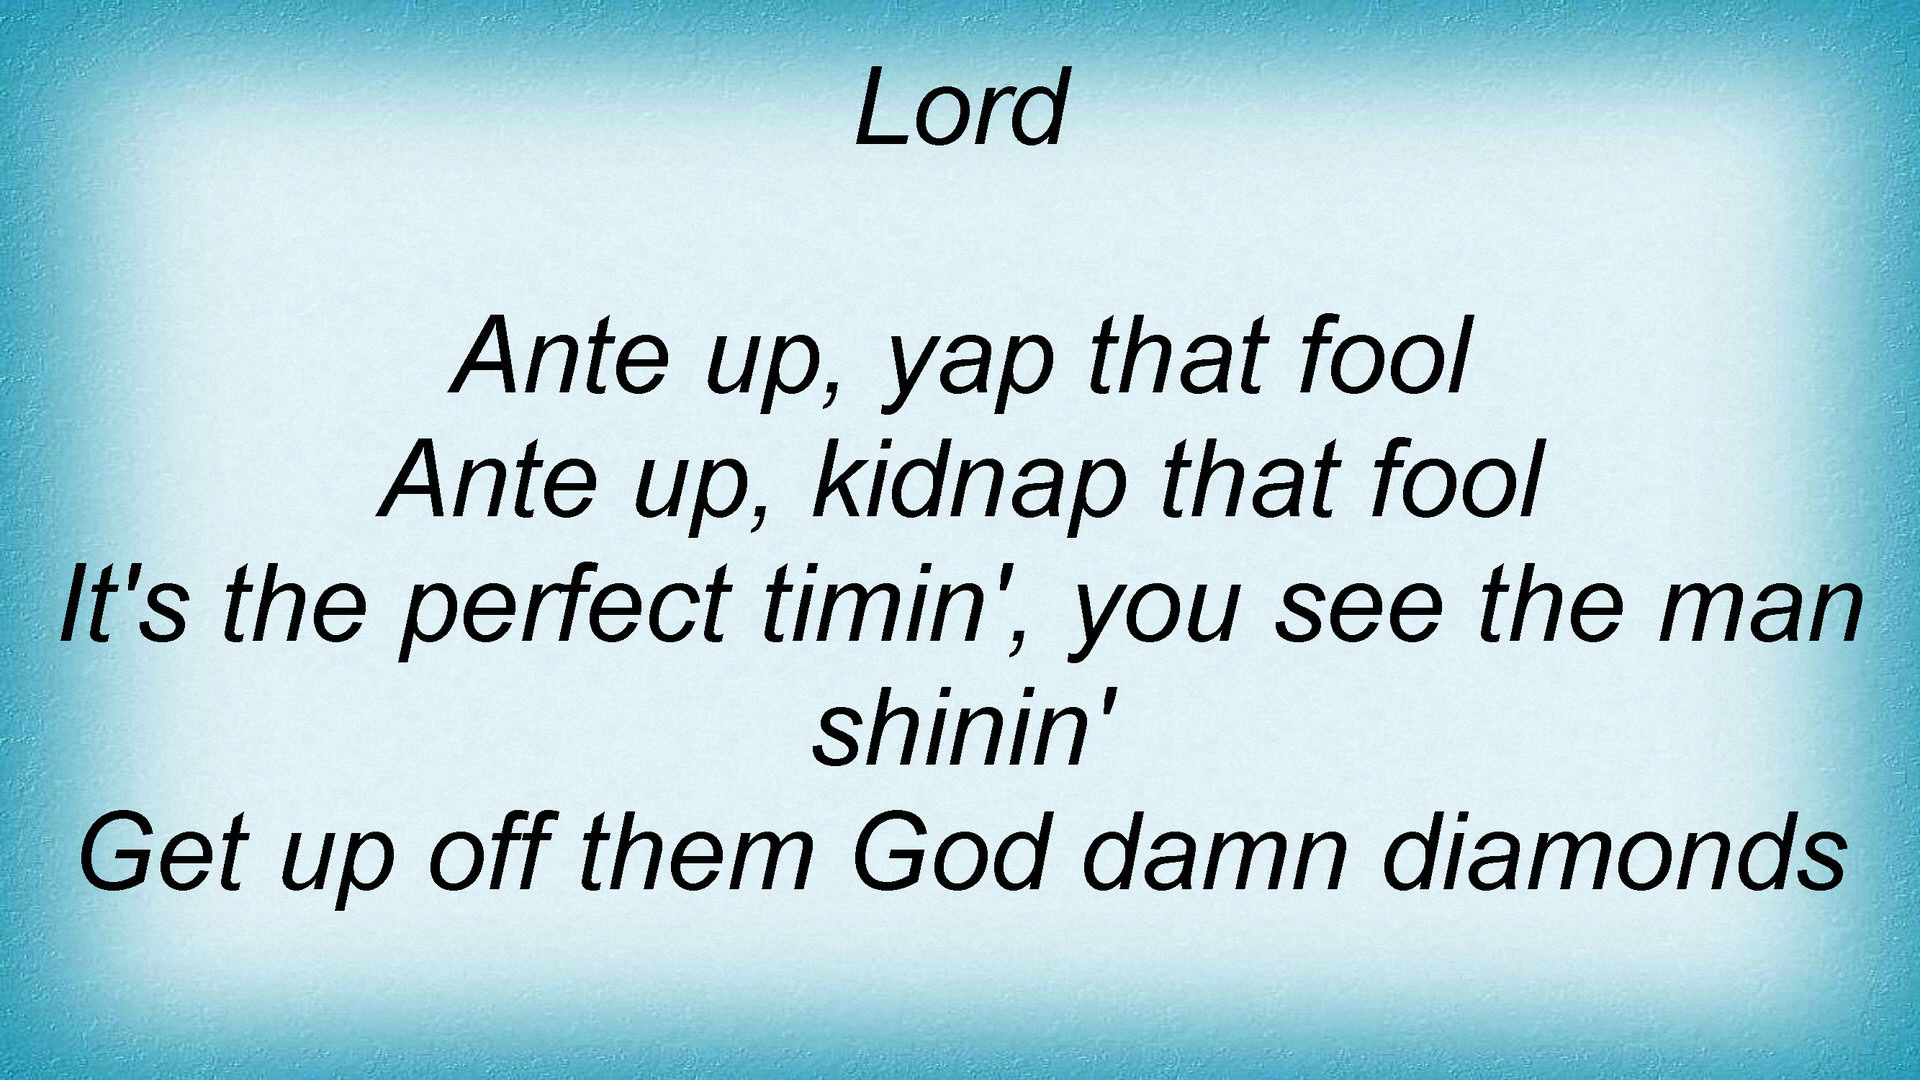 Lord
Ante up, yap that fool
Ante up, kidnap that fool
It's the perfect timin', you see the man
shinin'
Get up off them God damn diamonds